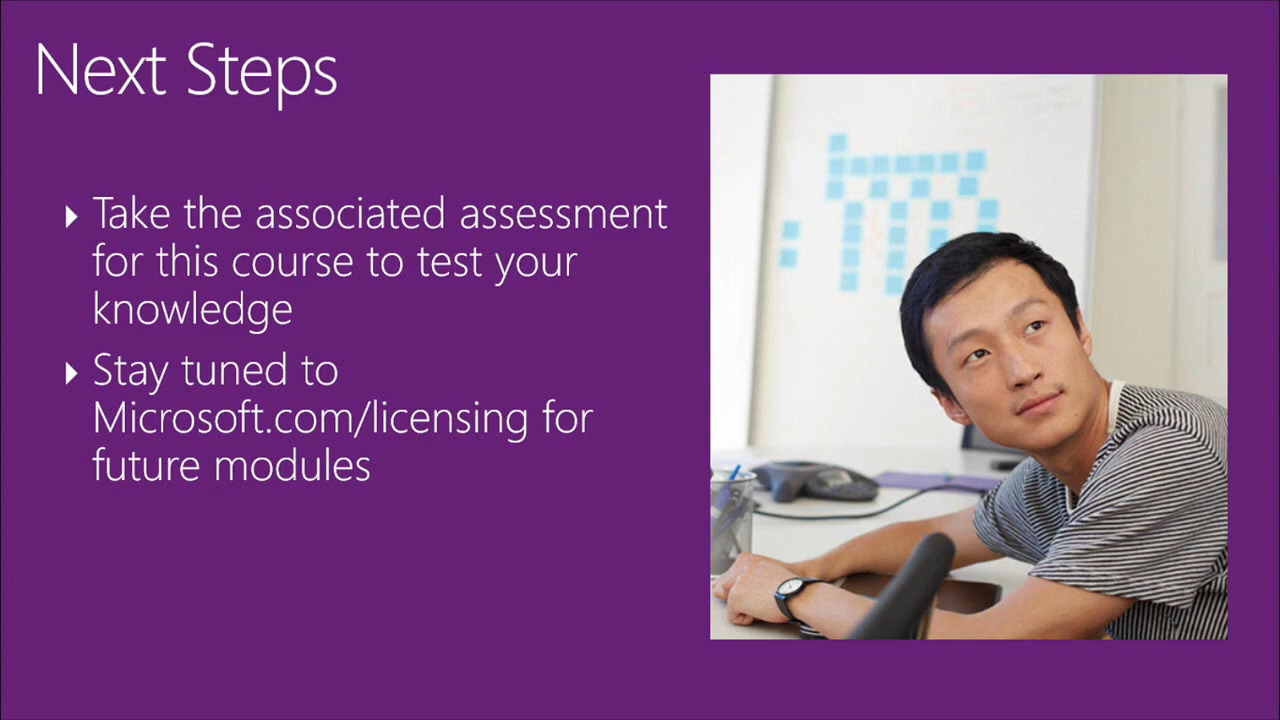 Next Steps
Take the associated assessment
for this course to test your
knowledge
Stay tuned to
Microsoft.com/licensing for
future modules